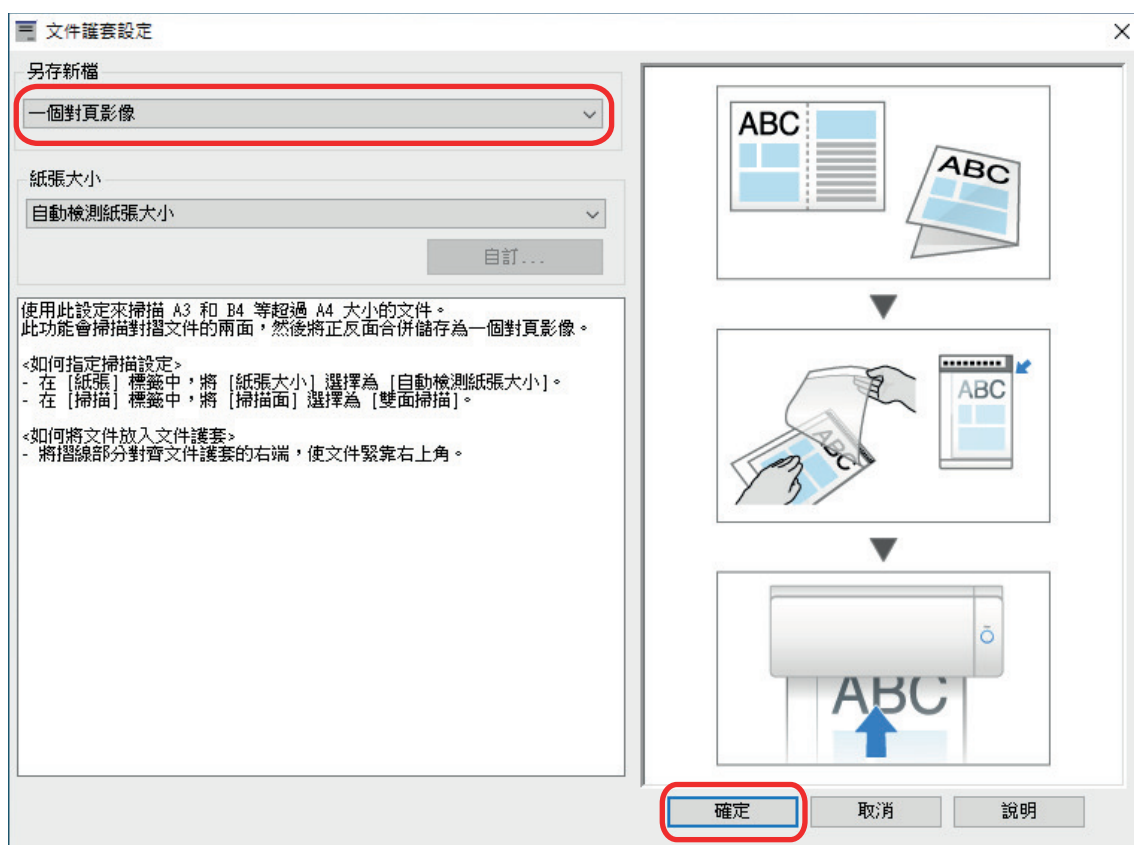 文件護套設定
另存新檔
一個對頁影像
紙張大小
自動檢測紙張大小
自訂...
使用此設定來掃描 A3 和 B4 等超過 A4 大小的文件。
此功能會掃描對摺文件的兩面，然後將正反面合併儲存為一個對頁影像。
<如何指定掃描設定>
- 在 [紙張] 標籤中，將 [紙張大小] 選擇為 [自動檢測紙張大小]。
- 在 [掃描] 標籤中，將 [掃描面] 選擇為 [雙面掃描]。
<如何將文件放入文件護套>
- 將摺線部分對齊文件護套的右端，使文件緊靠右上角。
ABC
ABC
ABC
ABC
ABC
確定
取消
說明